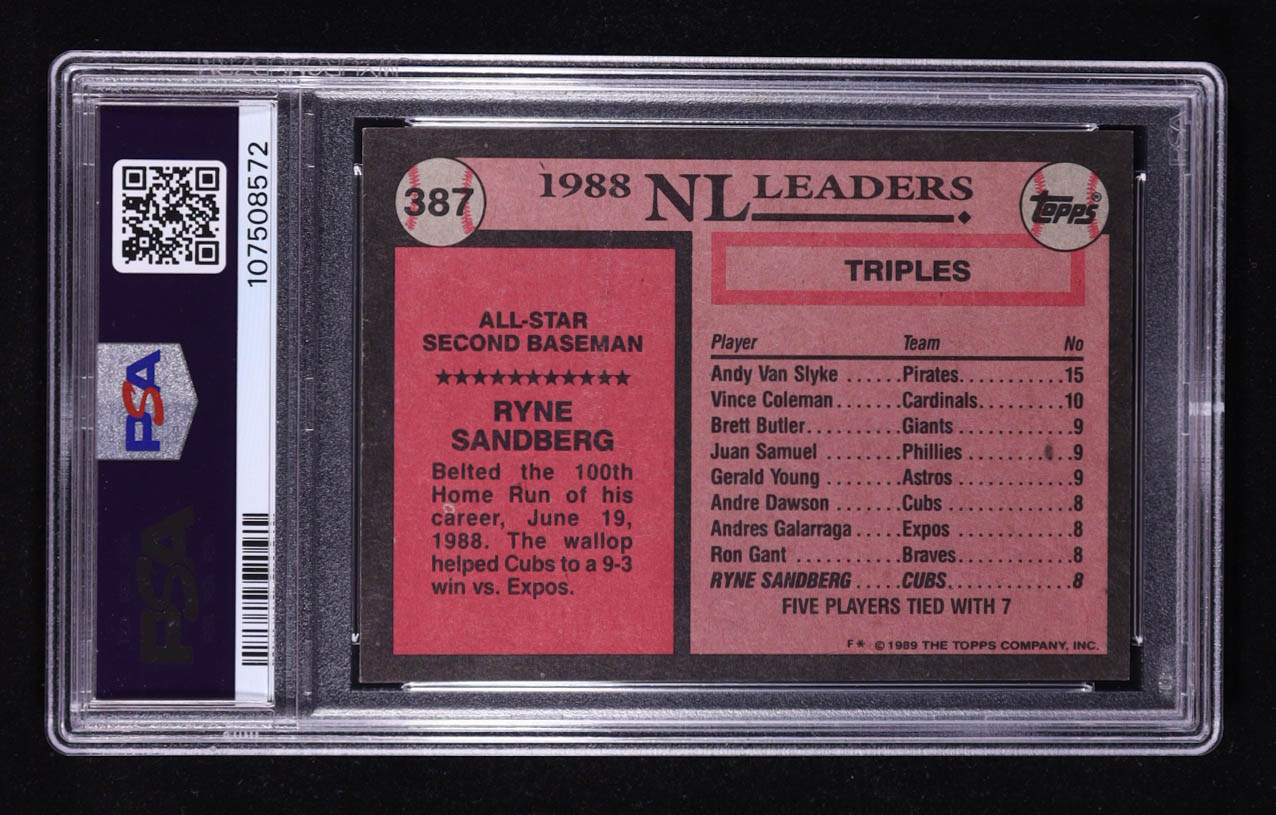 107508572
PSA
PSA
387
1988 NL LEADERS
Topps®
ALL-STAR
SECOND BASEMAN
★★★★★★★★★★★
RYNE
SANDBERG
Belted the 100th
Home Run of his
career, June 19,
1988. The wallop
helped Cubs to a 9-3
win vs. Expos.
TRIPLES
Player Team No
Andy Van Slyke ......Pirates............15
Vince Coleman.......Cardinals.........10
Brett Butler..........Giants ............9
Juan Samuel ........Phillies ...........9
Gerald Young ........Astros ............9
Andre Dawson .......Cubs..............8
Andres Galarraga.....Expos ............8
Ron Gant ...........Braves............8
RYNE SANDBERG .....CUBS.............8
FIVE PLAYERS TIED WITH 7
F* © 1989 THE TOPPS COMPANY, INC.